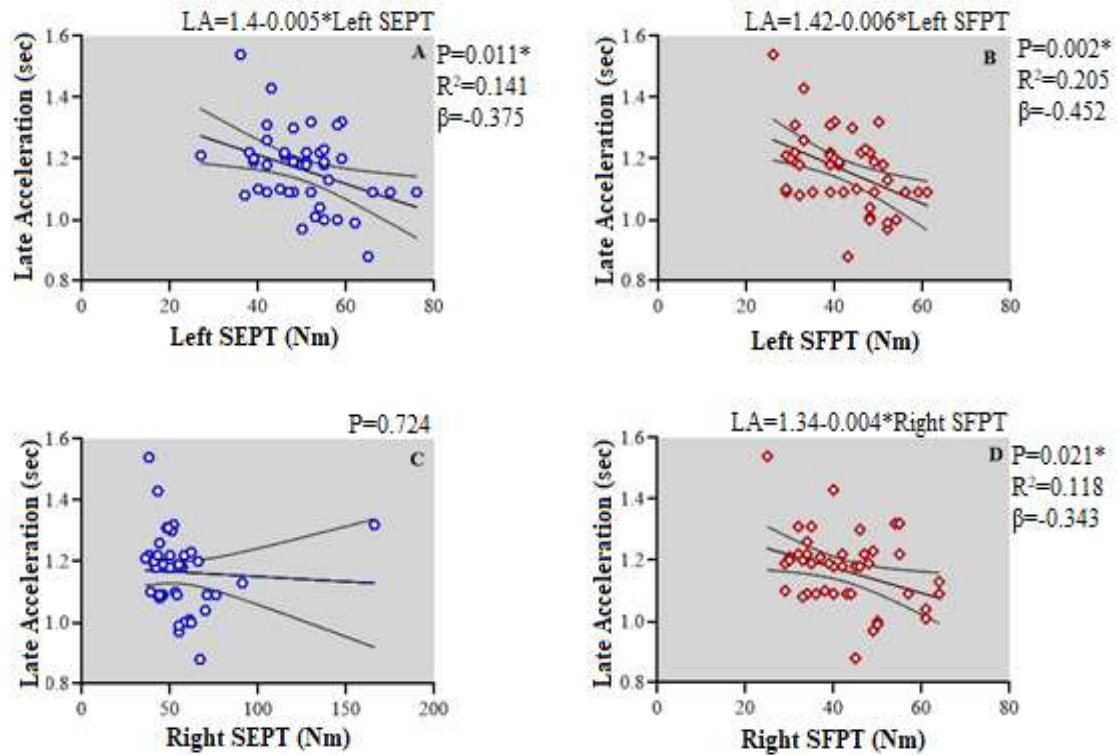 LA=1.4-0.005*Left SEPT
A
P=0.011*
R²=0.141
β=-0.375
Late Acceleration (sec)
1.6
1.4
1.2
1.0
0.8
0
20
40
60
80
Left SEPT (Nm)
LA=1.42-0.006*Left SFPT
B
P=0.002*
R²=0.205
β=-0.452
Late Acceleration (sec)
1.6
1.4
1.2
1.0
0.8
0
20
40
60
80
Left SFPT (Nm)
P=0.724
C
Late Acceleration (sec)
1.6
1.4
1.2
1.0
0.8
0
50
100
150
200
Right SEPT (Nm)
LA=1.34-0.004*Right SFPT
D
P=0.021*
R²=0.118
β=-0.343
Late Acceleration (sec)
1.6
1.4
1.2
1.0
0.8
0
20
40
60
80
Right SFPT (Nm)